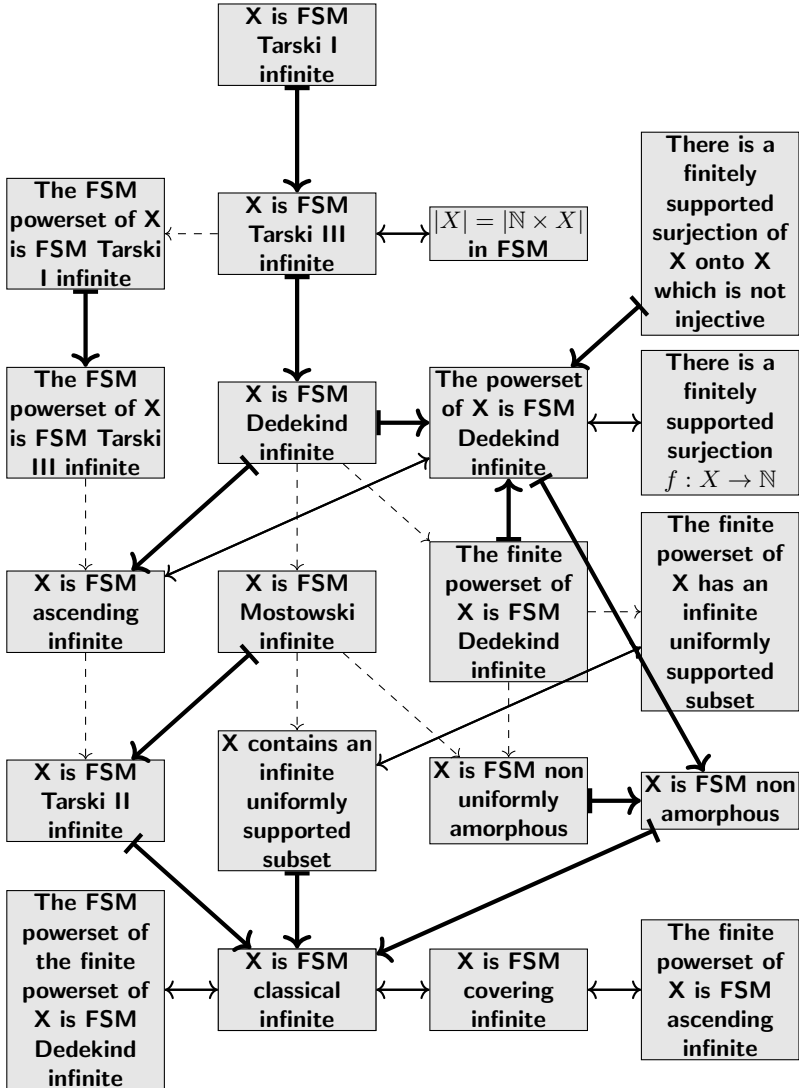 X is FSM
Tarski I
infinite
There is a
finitely
supported
surjection of
X onto X
which is not
injective
The FSM
powerset of X
is FSM Tarski
I infinite
X is FSM
Tarski III
infinite
|X| = |ℕ × X|
in FSM
The FSM
powerset of X
is FSM Tarski
III infinite
X is FSM
Dedekind
infinite
The powerset
of X is FSM
Dedekind
infinite
There is a
finitely
supported
surjection
f : X → ℕ
X is FSM
ascending
infinite
X is FSM
Mostowski
infinite
The finite
powerset of
X is FSM
Dedekind
infinite
The finite
powerset of
X has an
infinite
uniformly
supported
subset
X is FSM
Tarski II
infinite
X contains an
infinite
uniformly
supported
subset
X is FSM non
uniformly
amorphous
X is FSM non
amorphous
The FSM
powerset of
the finite
powerset of
X is FSM
Dedekind
infinite
X is FSM
classical
infinite
X is FSM
covering
infinite
The finite
powerset of
X is FSM
ascending
infinite